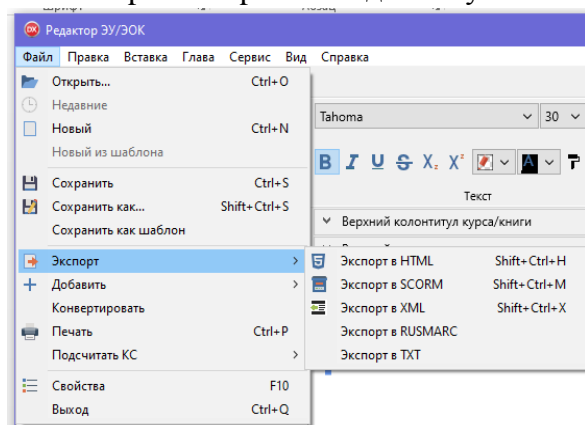 Редактор ЭУ/ЭОК
Файл Правка Вставка Глава Сервис Вид Справка
Открыть... Ctrl+O
Недавние
Tahoma 30
Новый Ctrl+N
Новый из шаблона
B I U S X₂ X²  A
Сохранить Ctrl+S
Текст
Сохранить как... Shift+Ctrl+S
Верхний колонтитул курса/книги
Сохранить как шаблон
Экспорт
Экспорт в HTML Shift+Ctrl+H
Добавить
Экспорт в SCORM Shift+Ctrl+M
Конвертировать
Экспорт в XML Shift+Ctrl+X
Печать Ctrl+P
Экспорт в RUSMARC
Подсчитать КС
Экспорт в TXT
Свойства F10
Выход Ctrl+Q